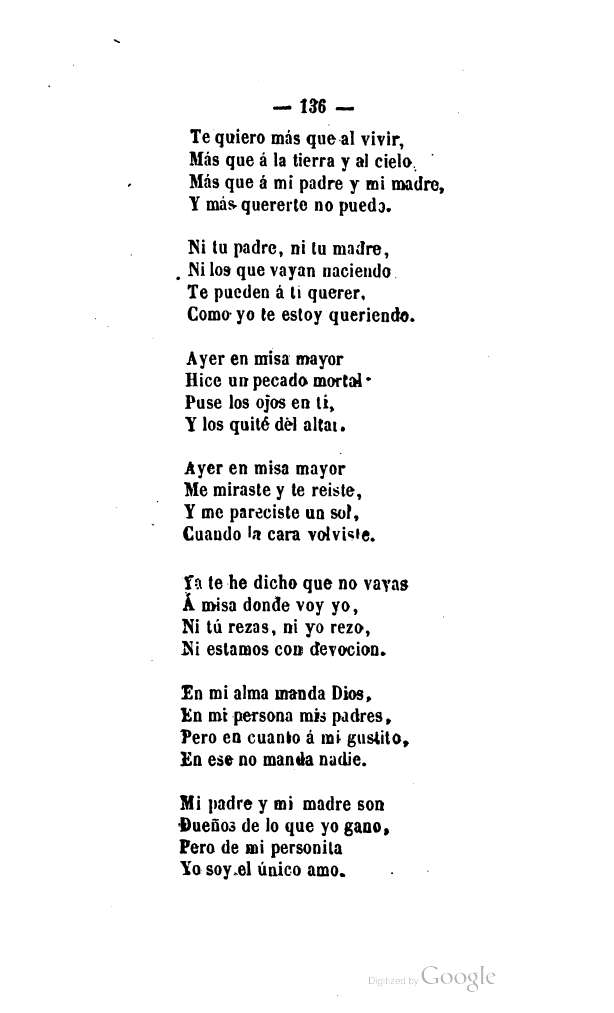 — 136 —
Te quiero más que al vivir,
Más que á la tierra y al cielo.
Más que á mi padre y mi madre,
Y más quererte no puedo.
Ni tu padre, ni tu madre,
Ni los que vayan naciendo
Te pueden á ti querer,
Como yo te estoy queriendo.
Ayer en misa mayor
Hice un pecado mortal
Puse los ojos en ti,
Y los quité del altar.
Ayer en misa mayor
Me miraste y te reiste,
Y me pareciste un sol,
Cuando la cara volviste.
Ya te he dicho que no vayas
Á misa donde voy yo,
Ni tú rezas, ni yo rezo,
Ni estamos con devocion.
En mi alma manda Dios,
En mi persona mis padres,
Pero en cuanto á mi gustito,
En ese no manda nadie.
Mi padre y mi madre son
Dueños de lo que yo gano,
Pero de mi personita
Yo soy el único amo.
Digitized by Google